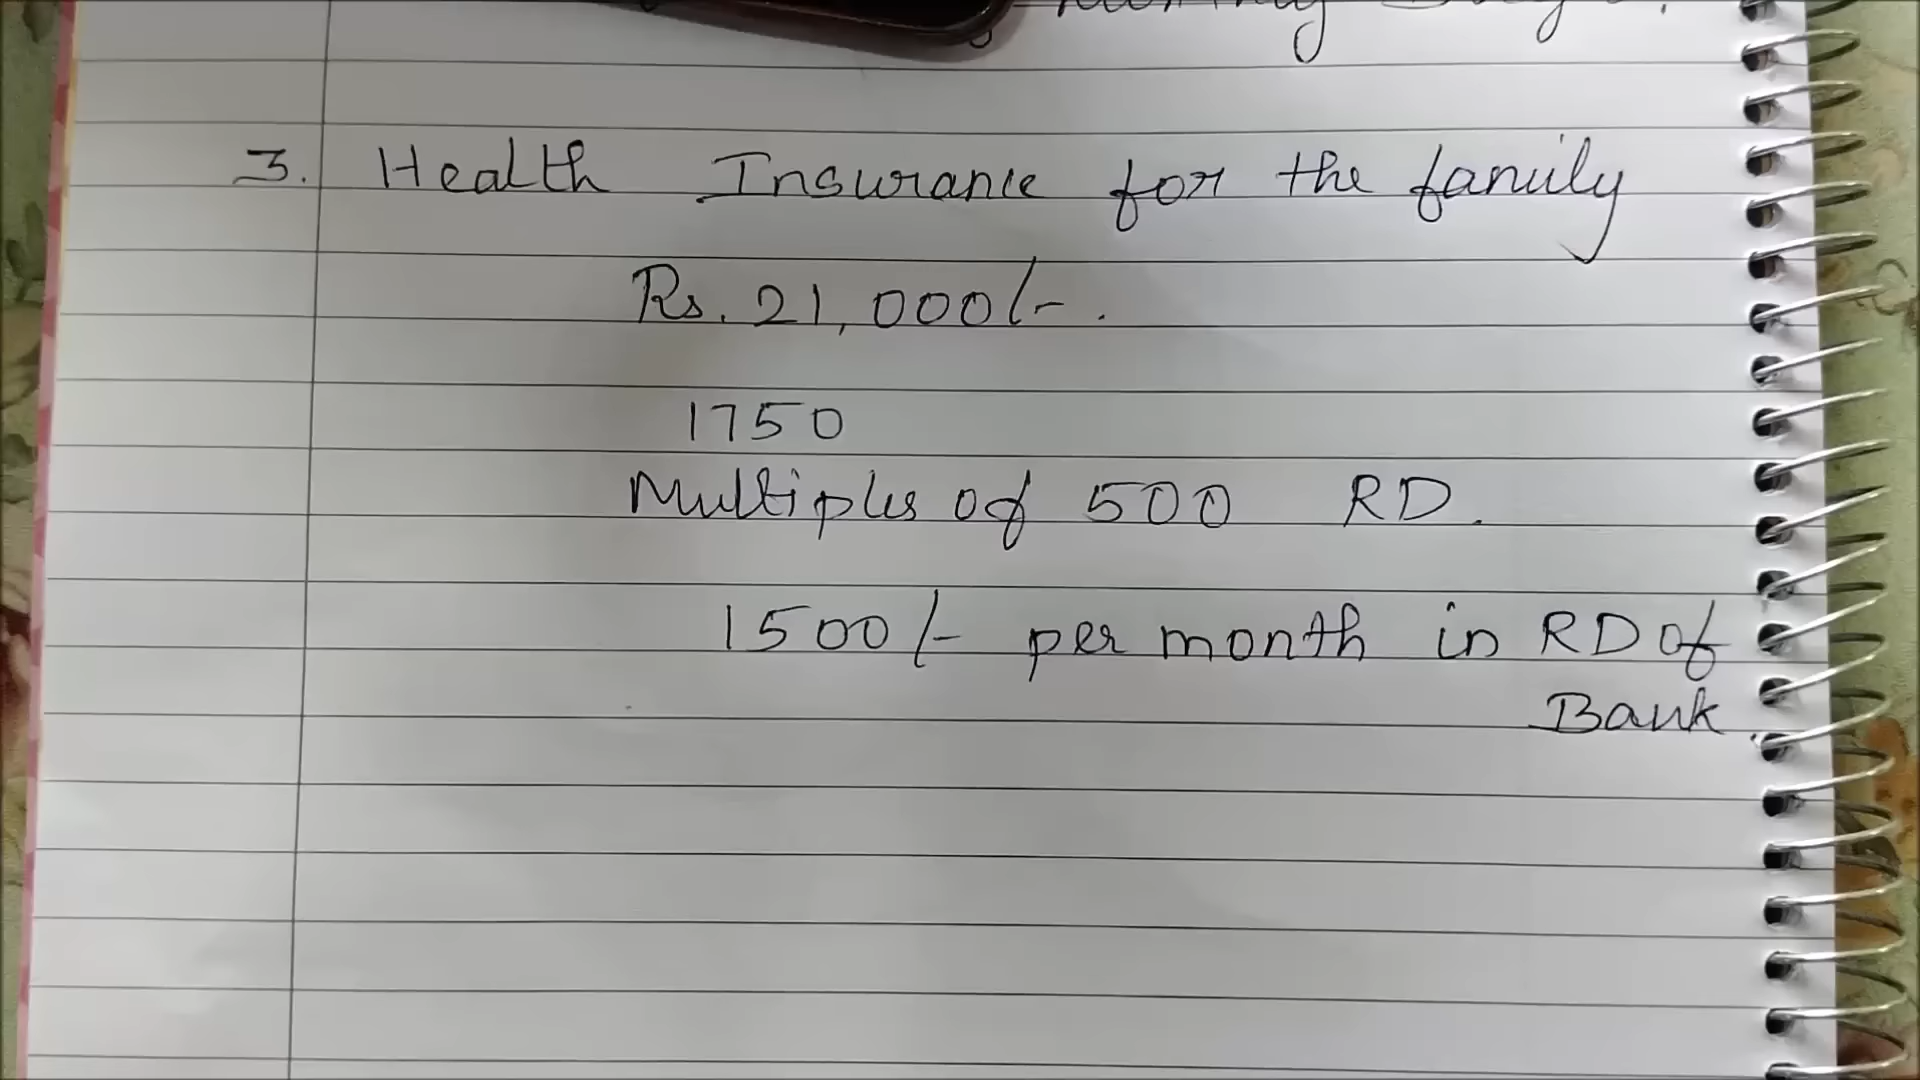 3. Health Insurance for the family
Rs. 21,000/-.
1750
Multiples of 500 RD.
1500/- per month in RD of
Bank.